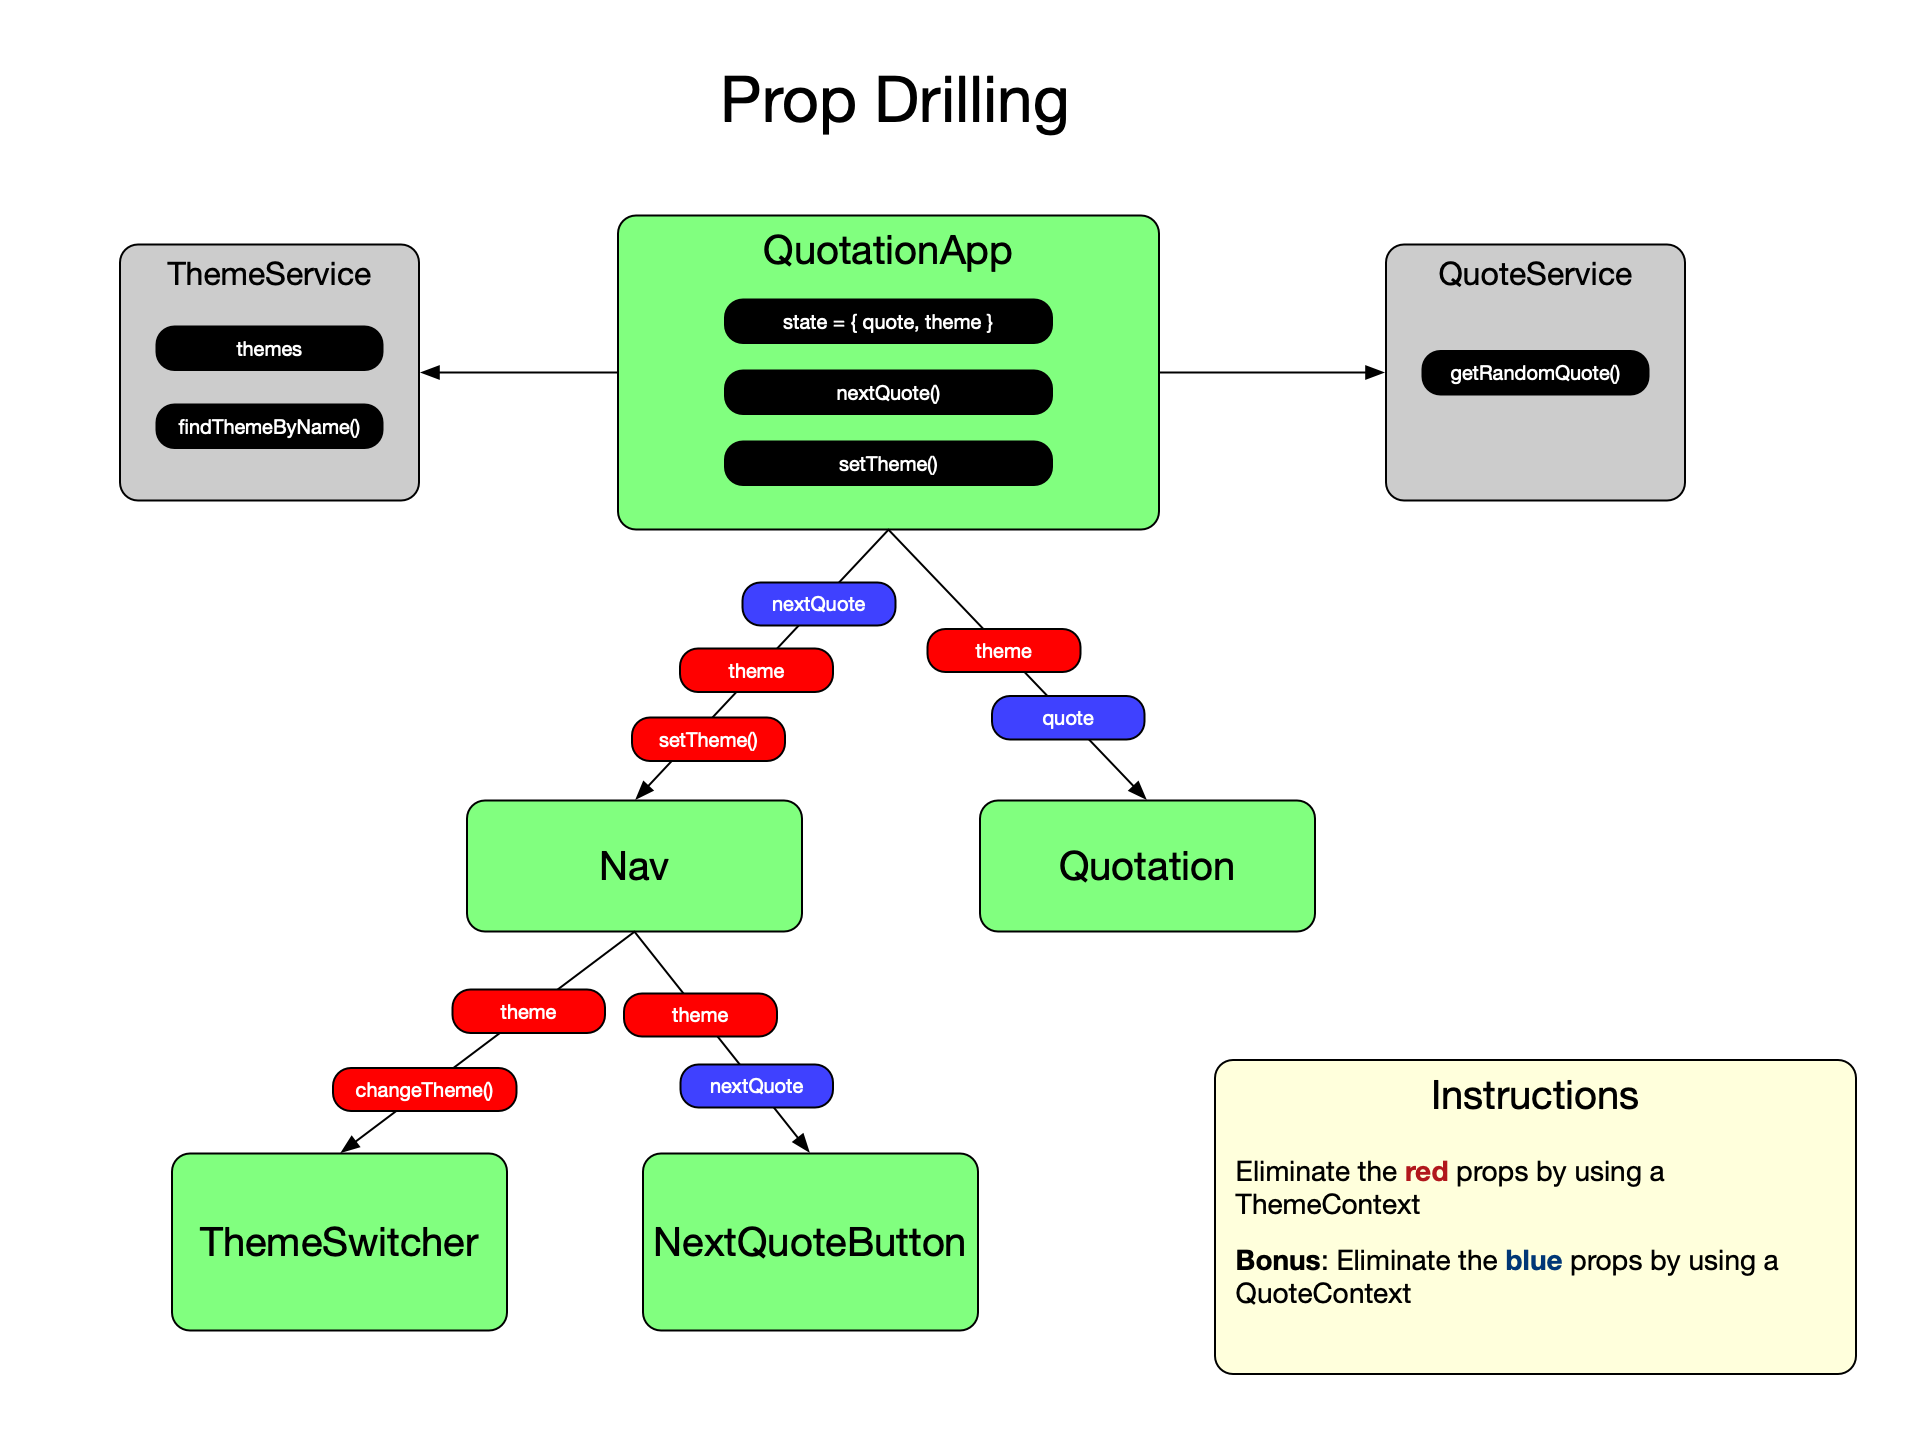 Prop Drilling
ThemeService
themes
findThemeByName()
QuotationApp
state = { quote, theme }
nextQuote()
setTheme()
QuoteService
getRandomQuote()
nextQuote
theme
setTheme()
theme
quote
Nav
Quotation
theme
changeTheme()
theme
nextQuote
ThemeSwitcher
NextQuoteButton
Instructions
Eliminate the red props by using a
ThemeContext
Bonus: Eliminate the blue props by using a
QuoteContext